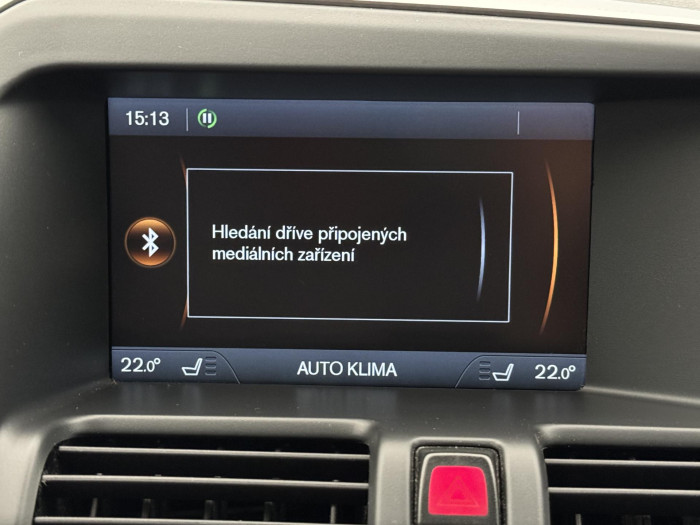 15:13
Hledání dříve připojených
mediálních zařízení
22.0° AUTO KLIMA 22.0°